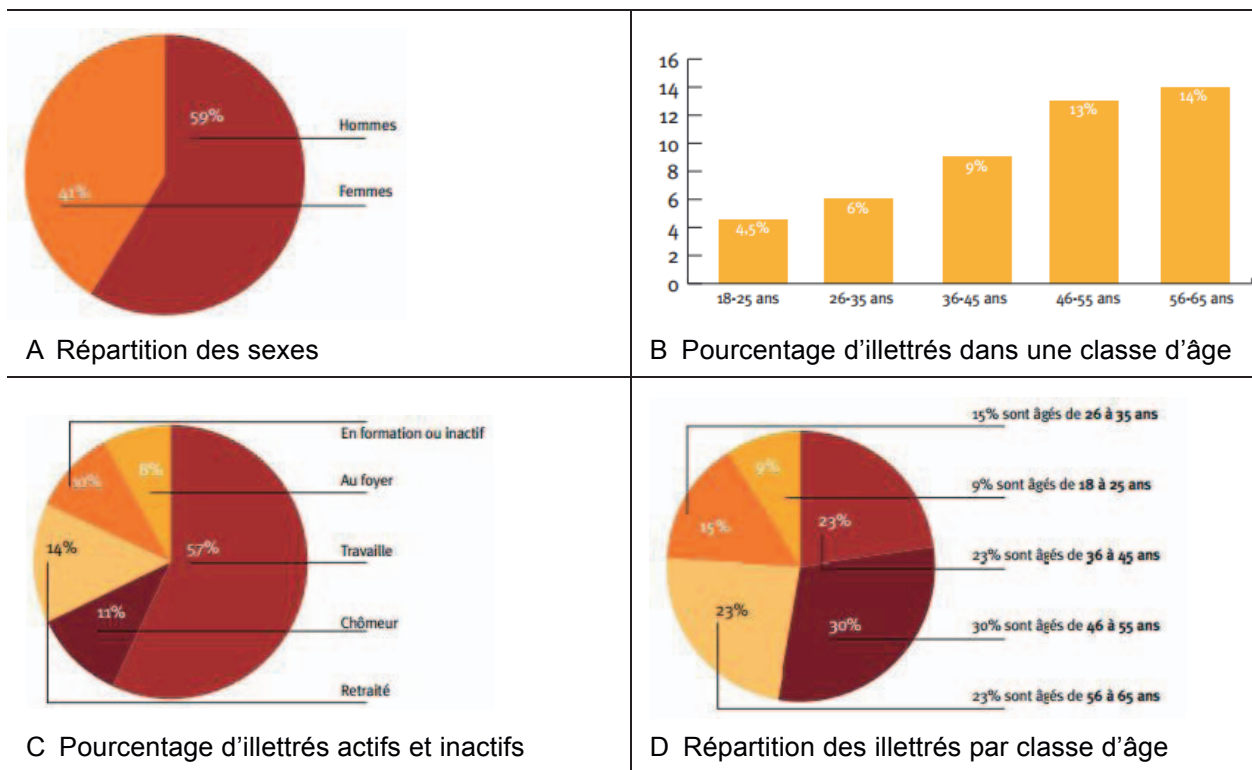 59%
Hommes
41%
Femmes
A Répartition des sexes
16
14
12
10
8
6
4
2
0
4,5%
6%
9%
13%
14%
18-25 ans
26-35 ans
36-45 ans
46-55 ans
56-65 ans
B Pourcentage d’illettrés dans une classe d’âge
En formation ou inactif
8%
Au foyer
10%
14%
57%
Travaille
11%
Chômeur
Retraité
C Pourcentage d’illettrés actifs et inactifs
15% sont âgés de 26 à 35 ans
9%
9% sont âgés de 18 à 25 ans
15%
23%
23% sont âgés de 36 à 45 ans
23%
30%
30% sont âgés de 46 à 55 ans
23% sont âgés de 56 à 65 ans
D Répartition des illettrés par classe d’âge